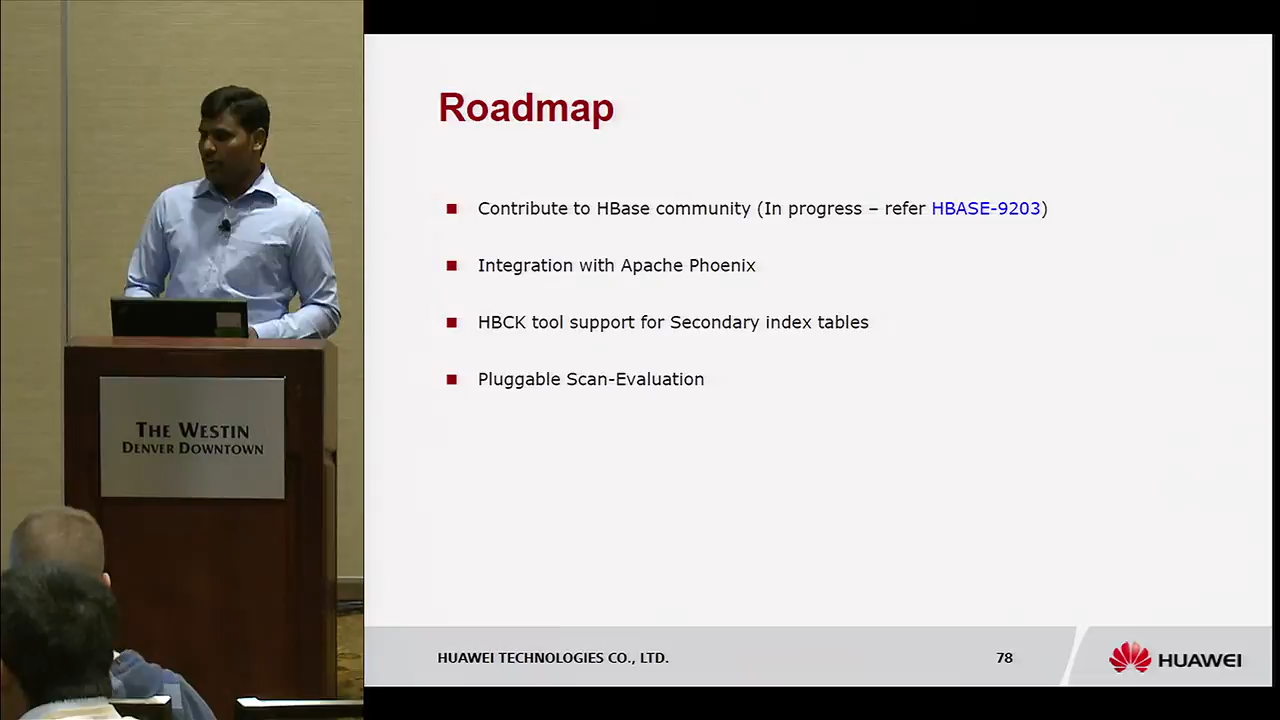 Roadmap
Contribute to HBase community (In progress – refer HBASE-9203)
Integration with Apache Phoenix
HBCK tool support for Secondary index tables
Pluggable Scan-Evaluation
THE WESTIN
DENVER DOWNTOWN
HUAWEI TECHNOLOGIES CO., LTD.
78
HUAWEI